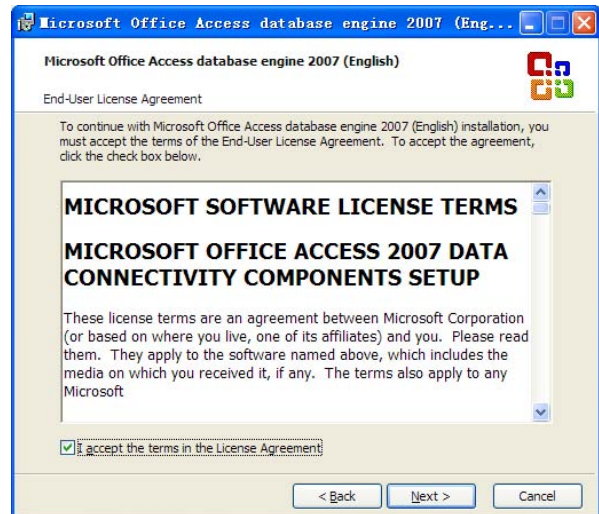 Microsoft Office Access database engine 2007 (Eng...
Microsoft Office Access database engine 2007 (English)
End-User License Agreement
To continue with Microsoft Office Access database engine 2007 (English) installation, you
must accept the terms of the End-User License Agreement. To accept the agreement,
click the check box below.
MICROSOFT SOFTWARE LICENSE TERMS
MICROSOFT OFFICE ACCESS 2007 DATA
CONNECTIVITY COMPONENTS SETUP
These license terms are an agreement between Microsoft Corporation
(or based on where you live, one of its affiliates) and you. Please read
them. They apply to the software named above, which includes the
media on which you received it, if any. The terms also apply to any
Microsoft
I accept the terms in the License Agreement
< Back Next > Cancel